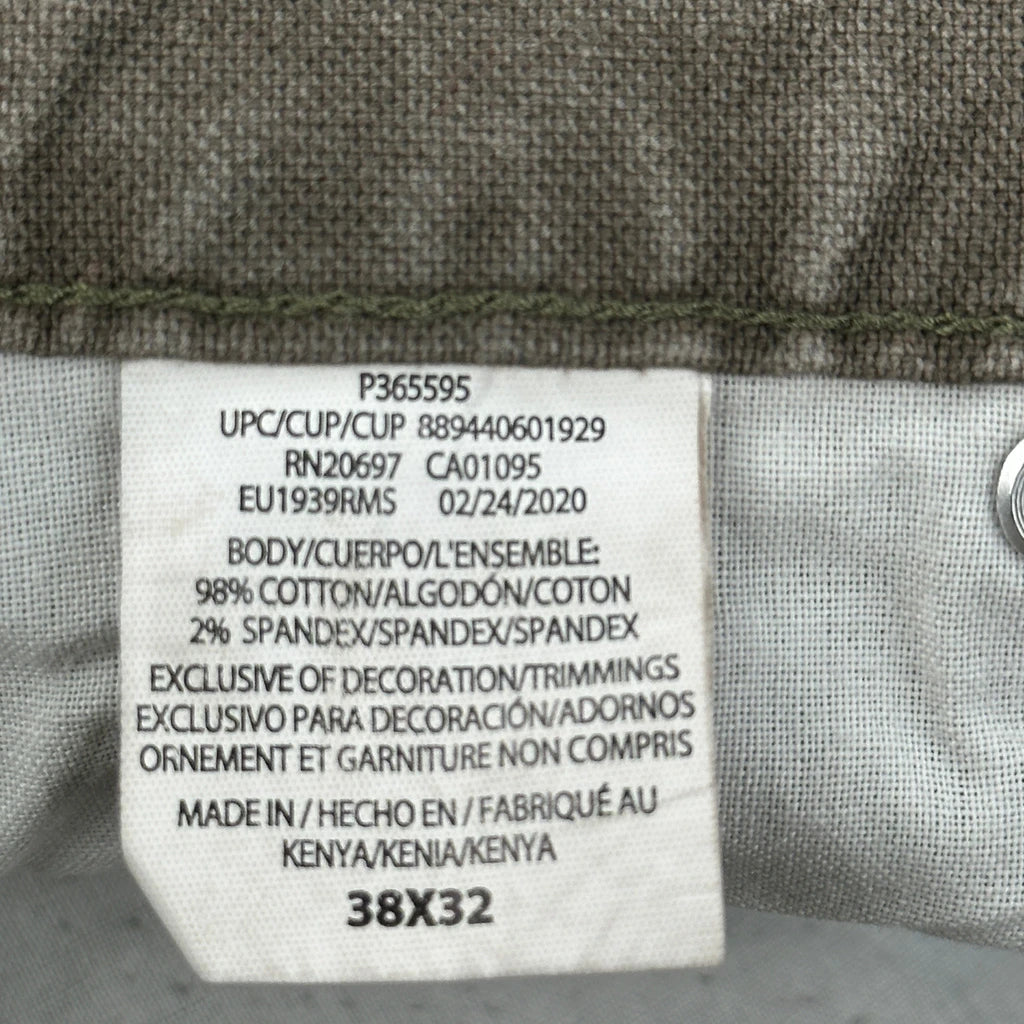 P365595
UPC/CUP/CUP 889440601929
RN20697 CA01095
EU1939RMS 02/24/2020
BODY/CUERPO/L'ENSEMBLE:
98% COTTON/ALGODÓN/COTON
2% SPANDEX/SPANDEX/SPANDEX
EXCLUSIVE OF DECORATION/TRIMMINGS
EXCLUSIVO PARA DECORACIÓN/ADORNOS
ORNEMENT ET GARNITURE NON COMPRIS
MADE IN / HECHO EN / FABRIQUÉ AU
KENYA/KENIA/KENYA
38X32